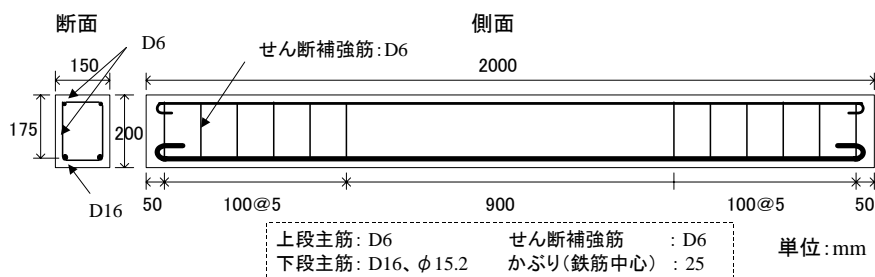 断面
側面
D6
150
せん断補強筋:D6
2000
175
200
D16
50
100@5
900
100@5
50
上段主筋: D6 せん断補強筋 : D6
下段主筋: D16、φ15.2 かぶり(鉄筋中心) : 25
単位:mm